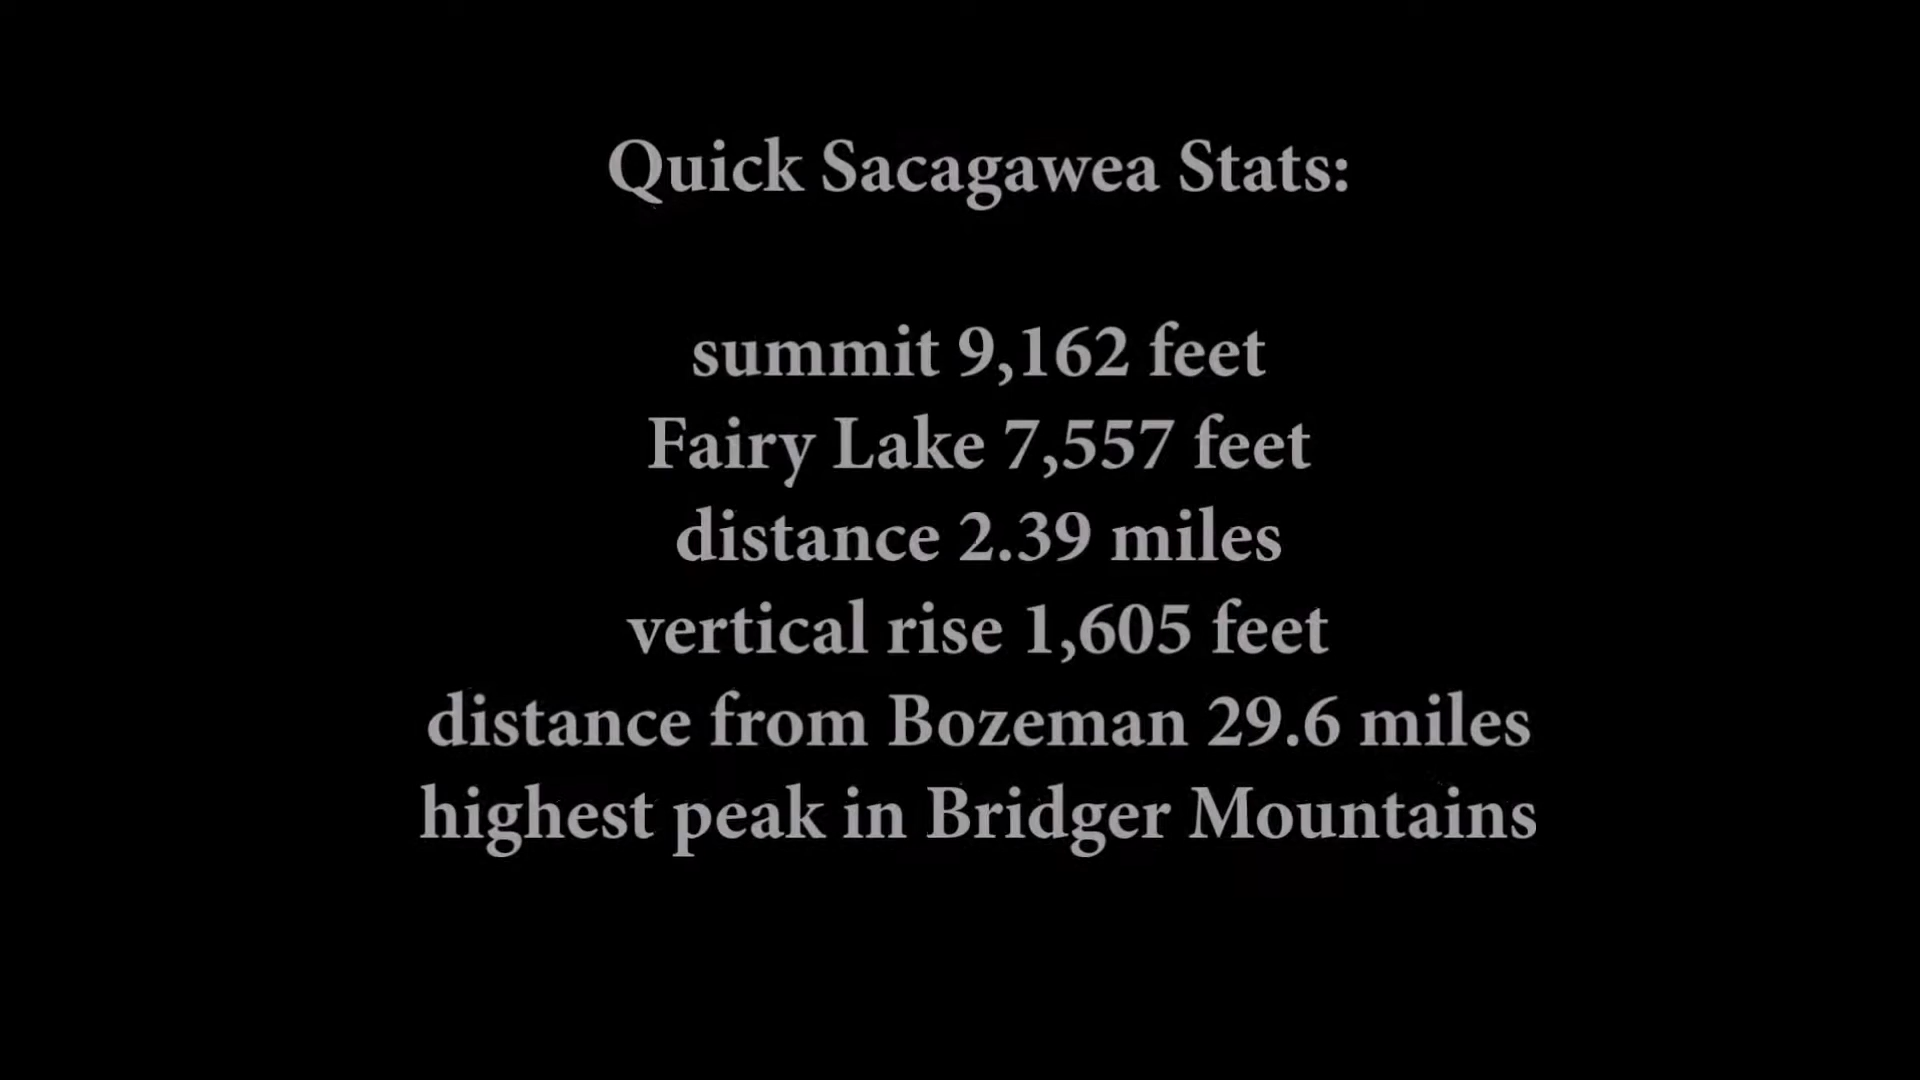 Quick Sacagawea Stats:
summit 9,162 feet
Fairy Lake 7,557 feet
distance 2.39 miles
vertical rise 1,605 feet
distance from Bozeman 29.6 miles
highest peak in Bridger Mountains